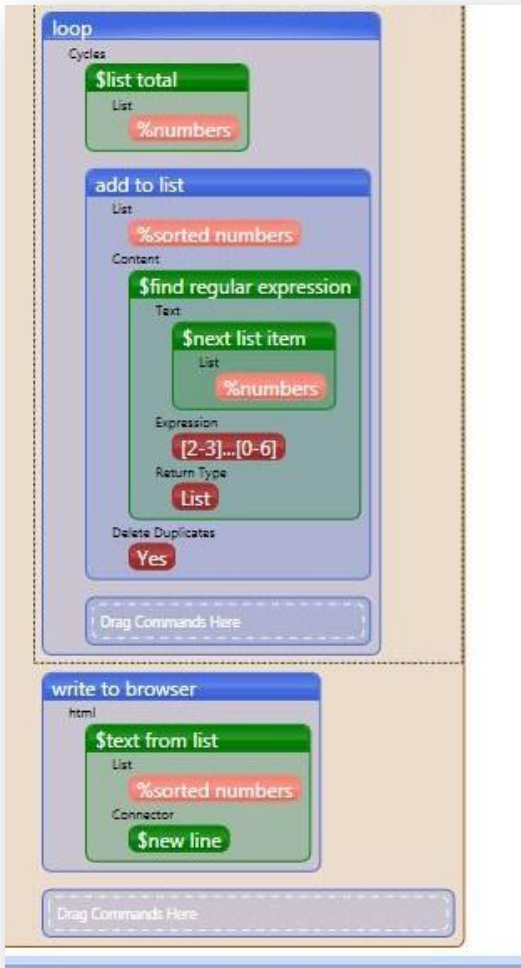 loop
Cycles
$list total
List
%numbers
add to list
List
%sorted numbers
Content
$find regular expression
Text
$next list item
List
%numbers
Expression
[2-3]...[0-6]
Return Type
List
Delete Duplicates
Yes
Drag Commands Here
write to browser
html
$text from list
List
%sorted numbers
Connector
$new line
Drag Commands Here